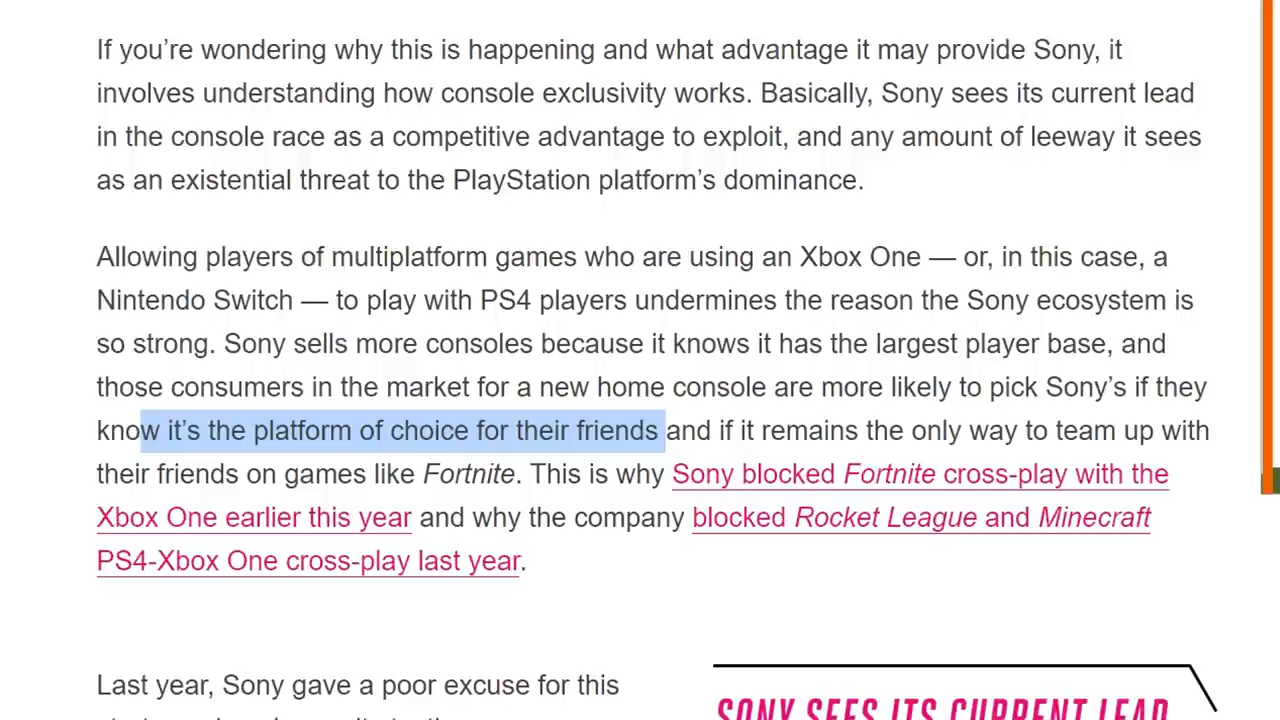 If you’re wondering why this is happening and what advantage it may provide Sony, it
involves understanding how console exclusivity works. Basically, Sony sees its current lead
in the console race as a competitive advantage to exploit, and any amount of leeway it sees
as an existential threat to the PlayStation platform’s dominance.
Allowing players of multiplatform games who are using an Xbox One — or, in this case, a
Nintendo Switch — to play with PS4 players undermines the reason the Sony ecosystem is
so strong. Sony sells more consoles because it knows it has the largest player base, and
those consumers in the market for a new home console are more likely to pick Sony’s if they
know it’s the platform of choice for their friends and if it remains the only way to team up with
their friends on games like Fortnite. This is why Sony blocked Fortnite cross-play with the
Xbox One earlier this year and why the company blocked Rocket League and Minecraft
PS4-Xbox One cross-play last year.
Last year, Sony gave a poor excuse for this
SONY SEES ITS CURRENT LEAD